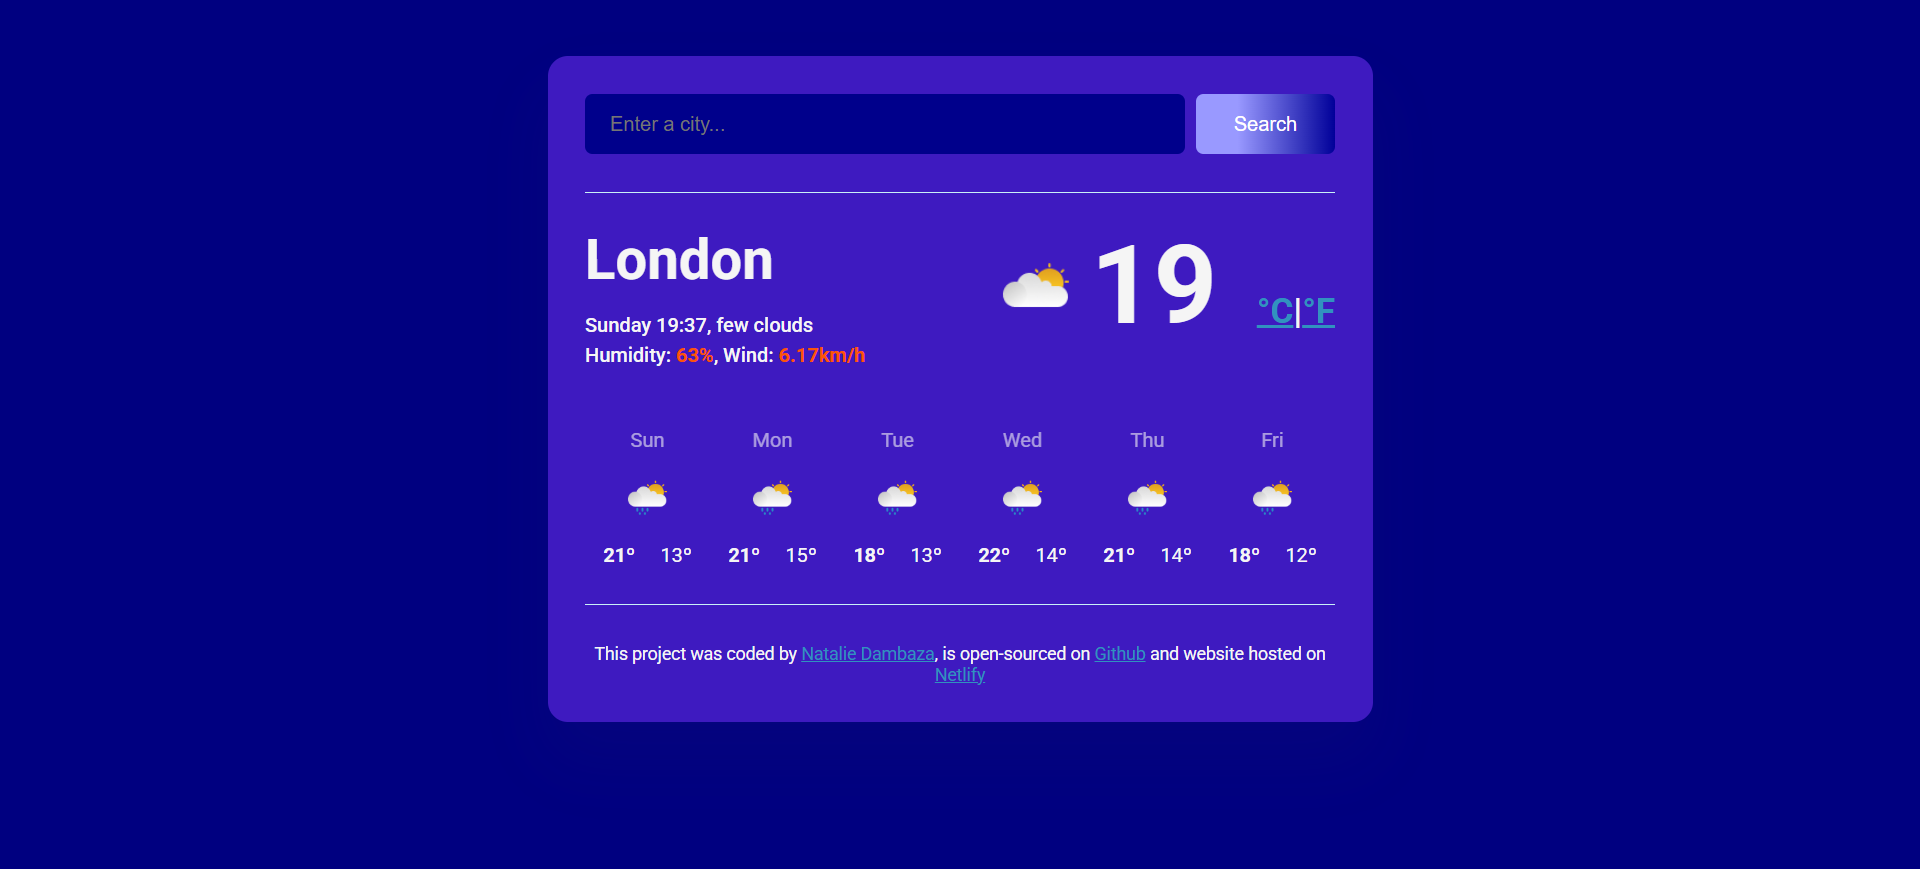 Enter a city...
Search
London
19
°C|°F
Sunday 19:37, few clouds
Humidity: 63%, Wind: 6.17km/h
Sun Mon Tue Wed Thu Fri
21° 13° 21° 15° 18° 13° 22° 14° 21° 14° 18° 12°
This project was coded by Natalie Dambaza, is open-sourced on Github and website hosted on
Netlify